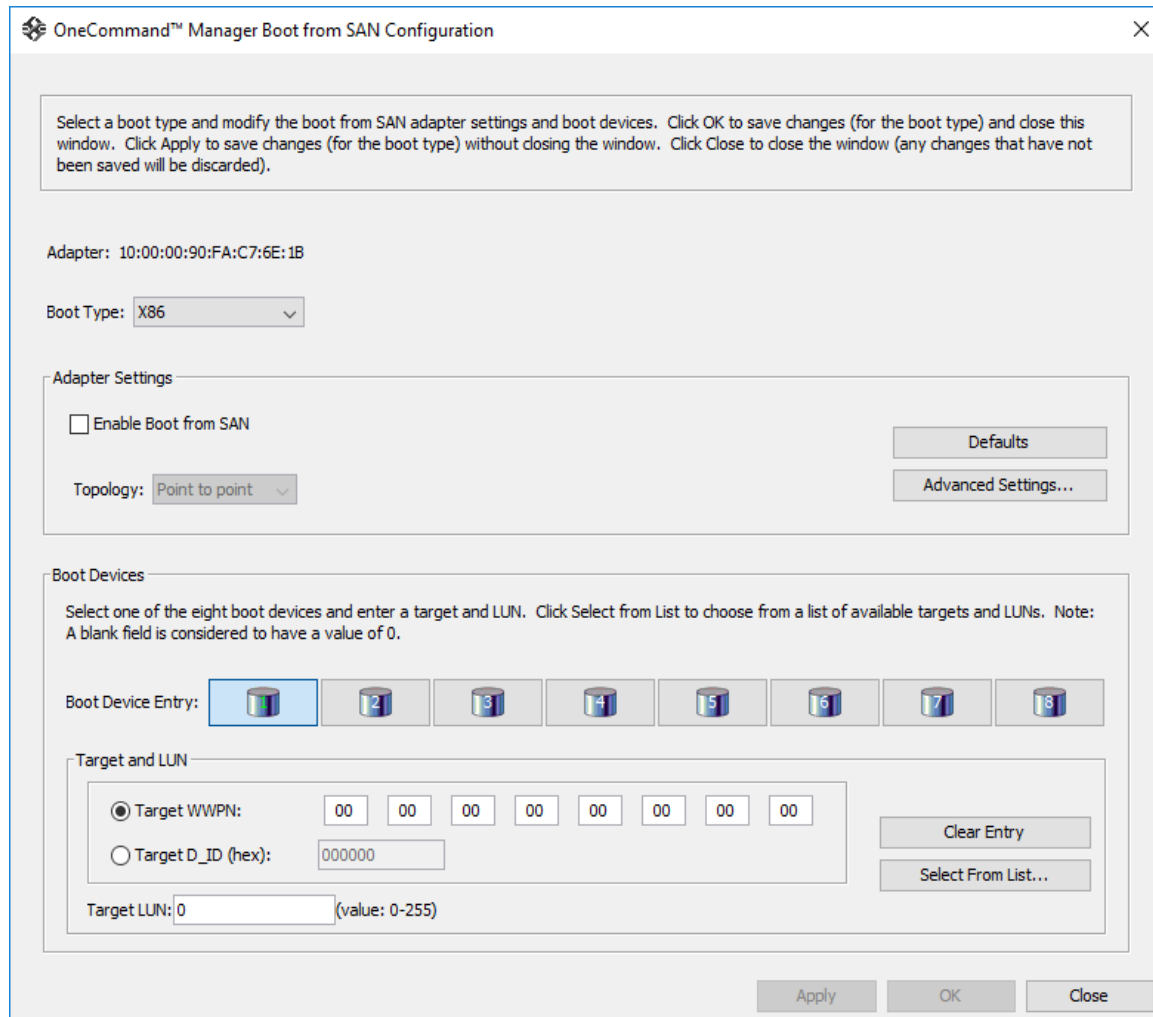 OneCommand™ Manager Boot from SAN Configuration
Select a boot type and modify the boot from SAN adapter settings and boot devices. Click OK to save changes (for the boot type) and close this
window. Click Apply to save changes (for the boot type) without closing the window. Click Close to close the window (any changes that have not
been saved will be discarded).
Adapter: 10:00:00:90:FA:C7:6E:1B
Boot Type: X86
Adapter Settings
Enable Boot from SAN
Defaults
Topology: Point to point
Advanced Settings...
Boot Devices
Select one of the eight boot devices and enter a target and LUN. Click Select from List to choose from a list of available targets and LUNs. Note:
A blank field is considered to have a value of 0.
Boot Device Entry: 1 2 3 4 5 6 7 8
Target and LUN
Target WWPN: 00 00 00 00 00 00 00 00
Clear Entry
Target D_ID (hex): 000000
Select From List...
Target LUN: 0 (value: 0-255)
Apply OK Close